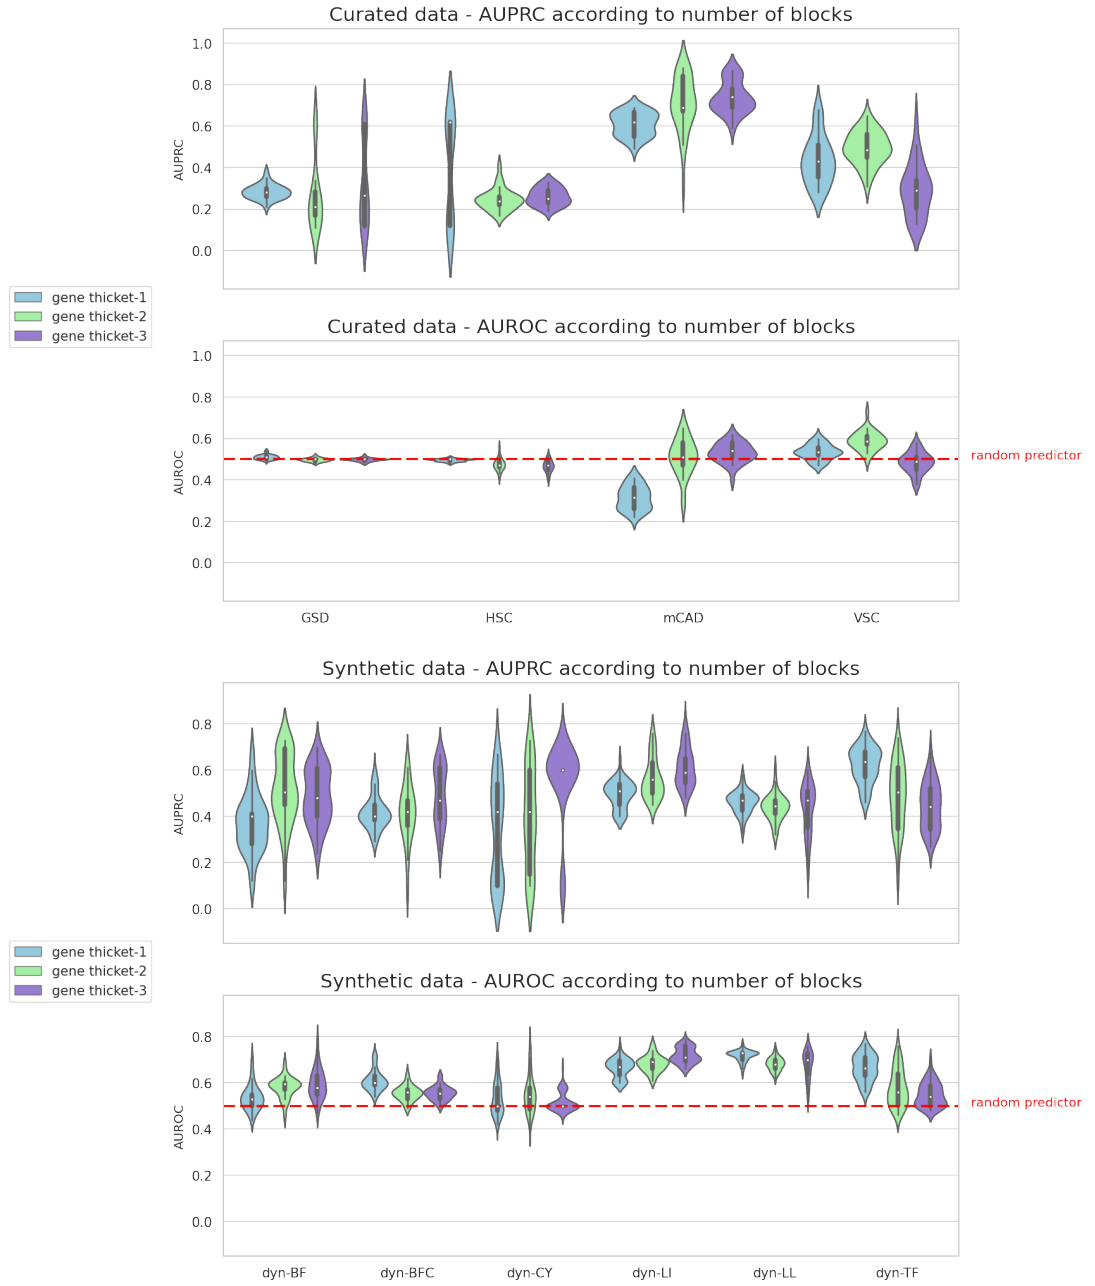 Curated data - AUPRC according to number of blocks
1.0
0.8
0.6
0.4
0.2
0.0
AUPRC
gene thicket-1
gene thicket-2
gene thicket-3
Curated data - AUROC according to number of blocks
1.0
0.8
0.6
0.4
0.2
0.0
AUROC
random predictor
GSD HSC mCAD VSC
Synthetic data - AUPRC according to number of blocks
0.8
0.6
0.4
0.2
0.0
AUPRC
gene thicket-1
gene thicket-2
gene thicket-3
Synthetic data - AUROC according to number of blocks
0.8
0.6
0.4
0.2
0.0
AUROC
random predictor
dyn-BF dyn-BFC dyn-CY dyn-LI dyn-LL dyn-TF